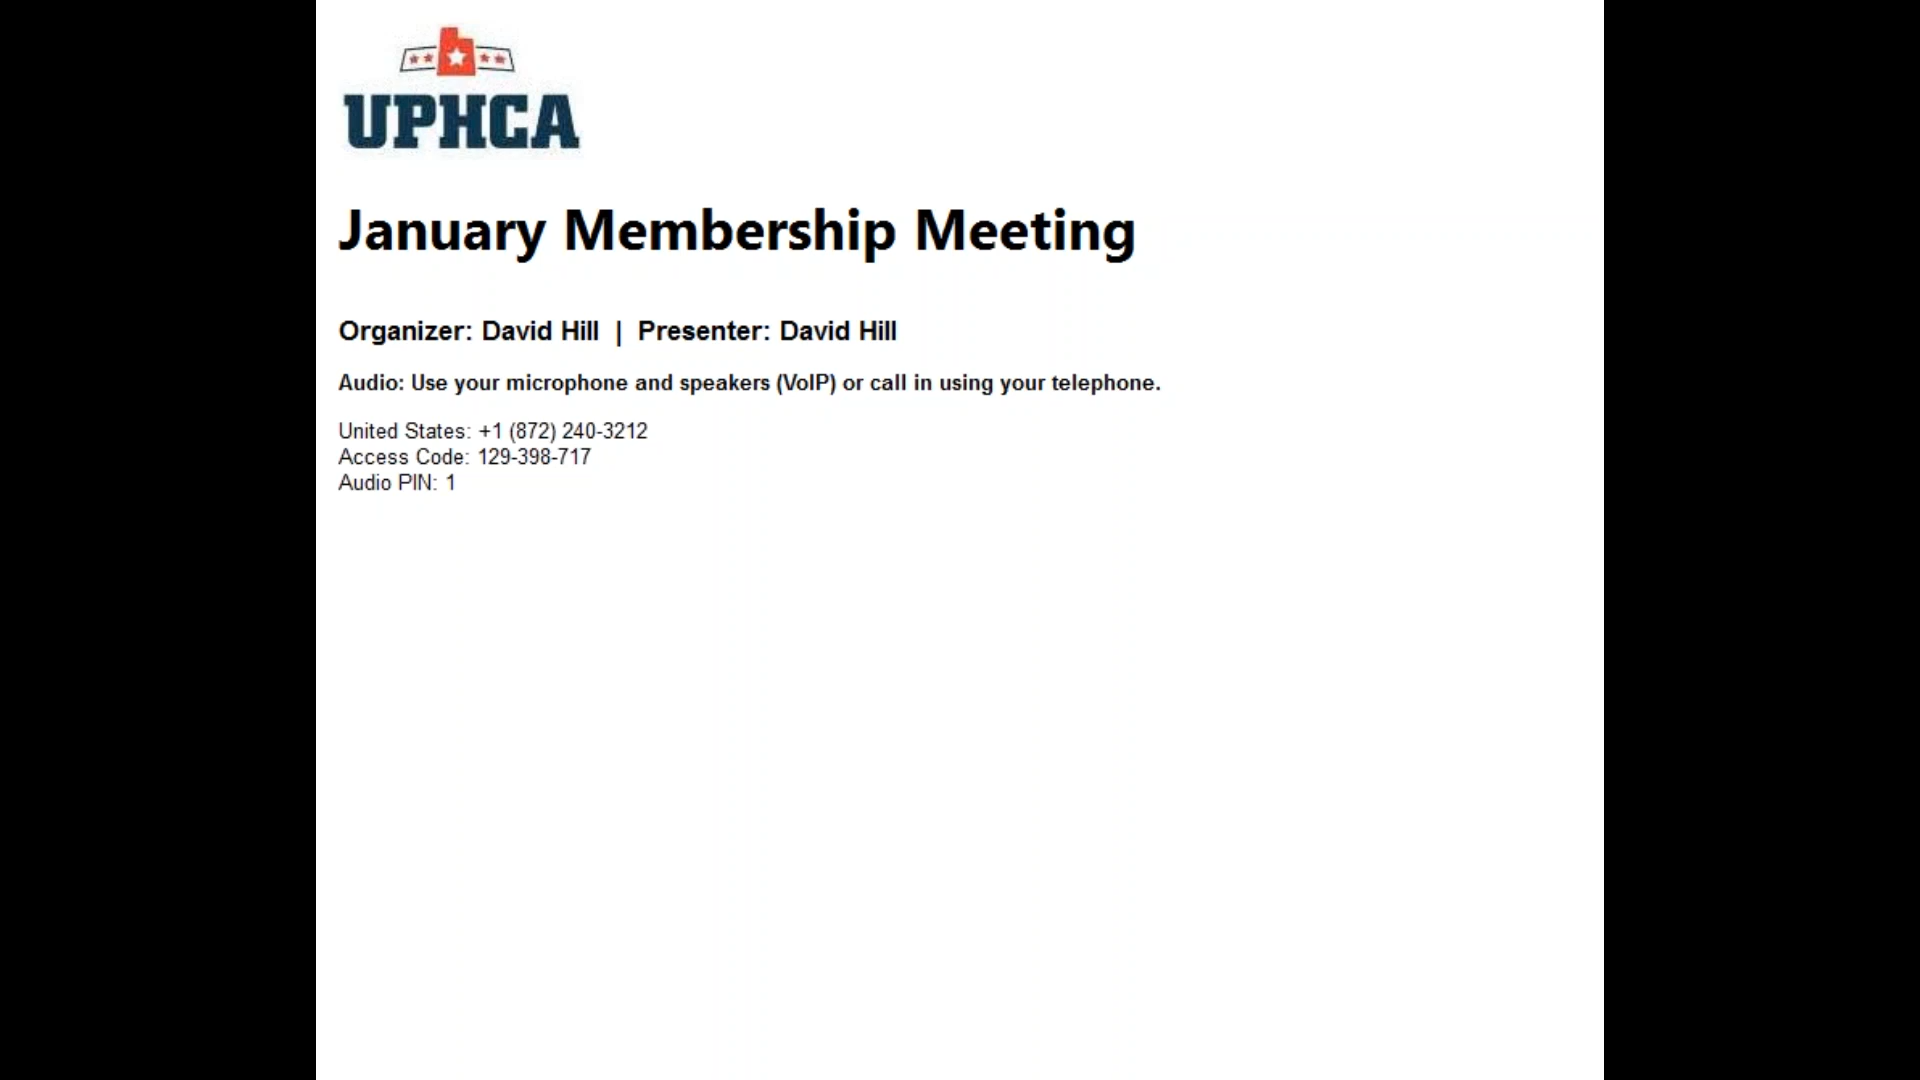 UPHCA
January Membership Meeting
Organizer: David Hill | Presenter: David Hill
Audio: Use your microphone and speakers (VoIP) or call in using your telephone.
United States: +1 (872) 240-3212
Access Code: 129-398-717
Audio PIN: 1